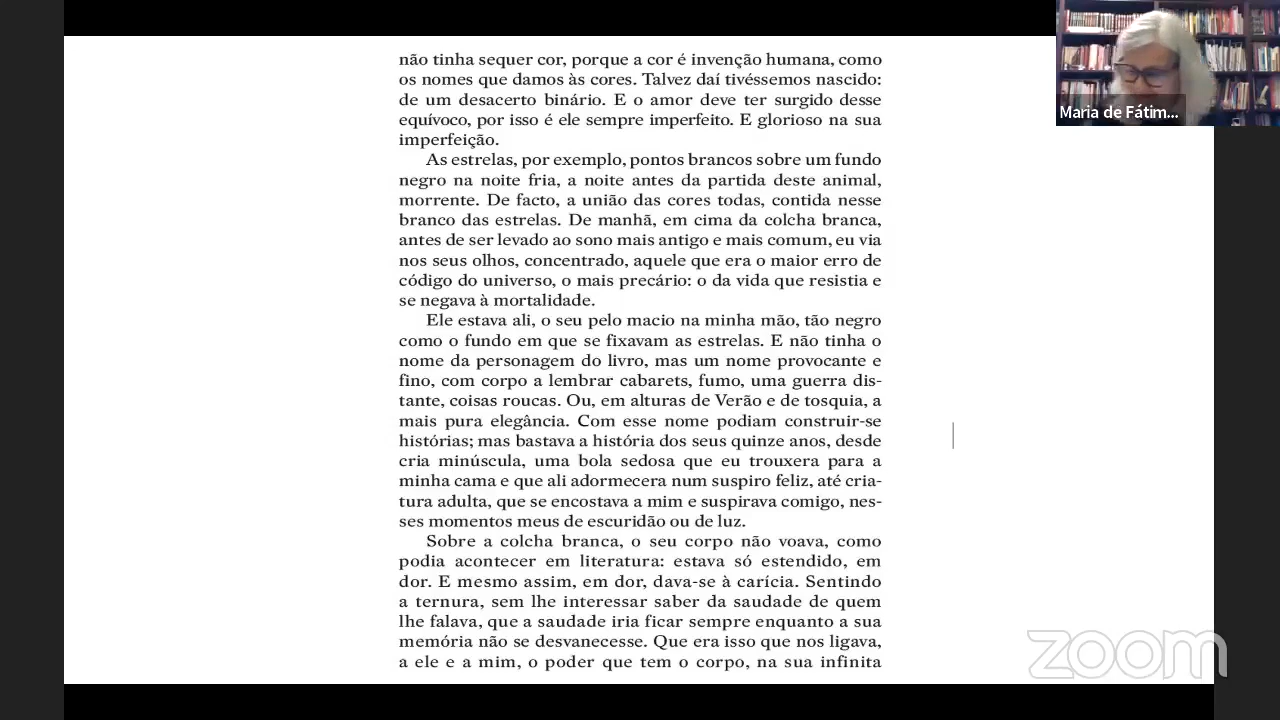 não tinha sequer cor, porque a cor é invenção humana, como
os nomes que damos às cores. Talvez daí tivéssemos nascido:
de um desacerto binário. E o amor deve ter surgido desse
equívoco, por isso é ele sempre imperfeito. E glorioso na sua
imperfeição.
As estrelas, por exemplo, pontos brancos sobre um fundo
negro na noite fria, a noite antes da partida deste animal,
morrente. De facto, a união das cores todas, contida nesse
branco das estrelas. De manhã, em cima da colcha branca,
antes de ser levado ao sono mais antigo e mais comum, eu via
nos seus olhos, concentrado, aquele que era o maior erro de
código do universo, o mais precário: o da vida que resistia e
se negava à mortalidade.
Ele estava ali, o seu pelo macio na minha mão, tão negro
como o fundo em que se fixavam as estrelas. E não tinha o
nome da personagem do livro, mas um nome provocante e
fino, com corpo a lembrar cabarets, fumo, uma guerra dis-
tante, coisas roucas. Ou, em alturas de Verão e de tosquia, a
mais pura elegância. Com esse nome podiam construir-se
histórias; mas bastava a história dos seus quinze anos, desde
cria minúscula, uma bola sedosa que eu trouxera para a
minha cama e que ali adormecera num suspiro feliz, até cria-
tura adulta, que se encostava a mim e suspirava comigo, nes-
ses momentos meus de escuridão ou de luz.
Sobre a colcha branca, o seu corpo não voava, como
podia acontecer em literatura: estava só estendido, em
dor. E mesmo assim, em dor, dava-se à carícia. Sentindo
a ternura, sem lhe interessar saber da saudade de quem
lhe falava, que a saudade iria ficar sempre enquanto a sua
memória não se desvanecesse. Que era isso que nos ligava,
a ele e a mim, o poder que tem o corpo, na sua infinita
Maria de Fátim...
zoom